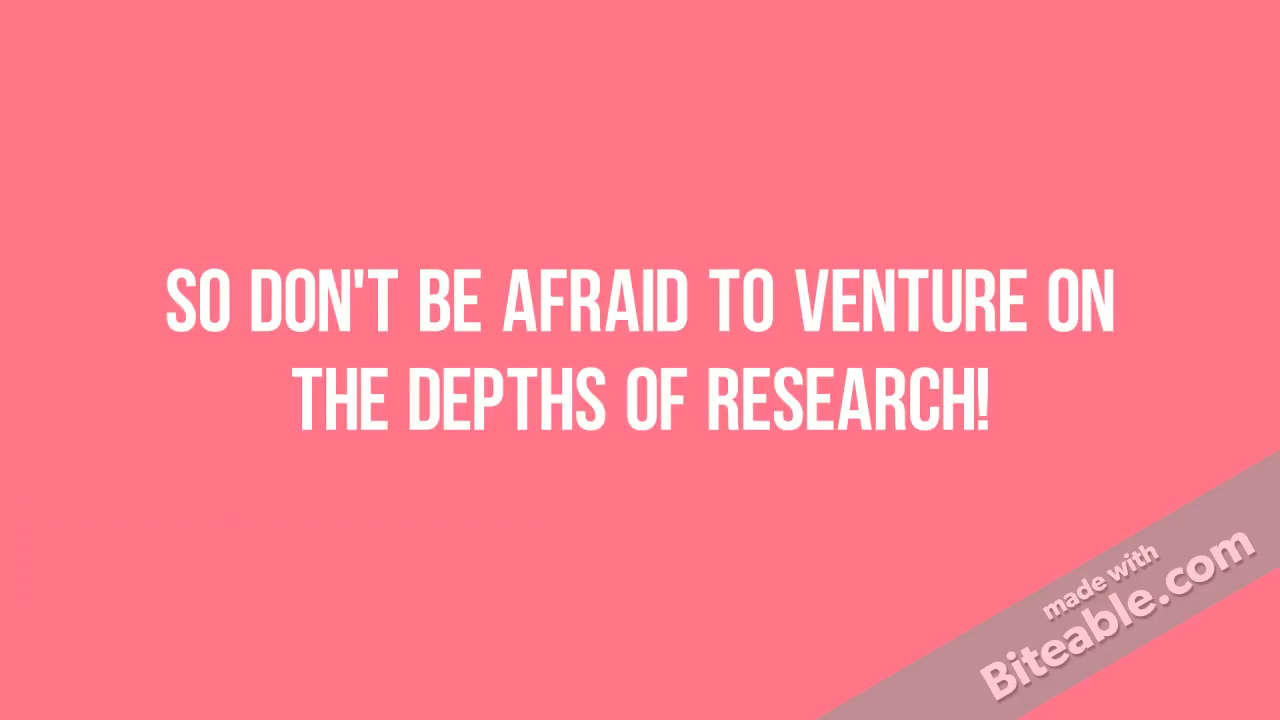 SO DON'T BE AFRAID TO VENTURE ON
THE DEPTHS OF RESEARCH!
made with
Biteable.com